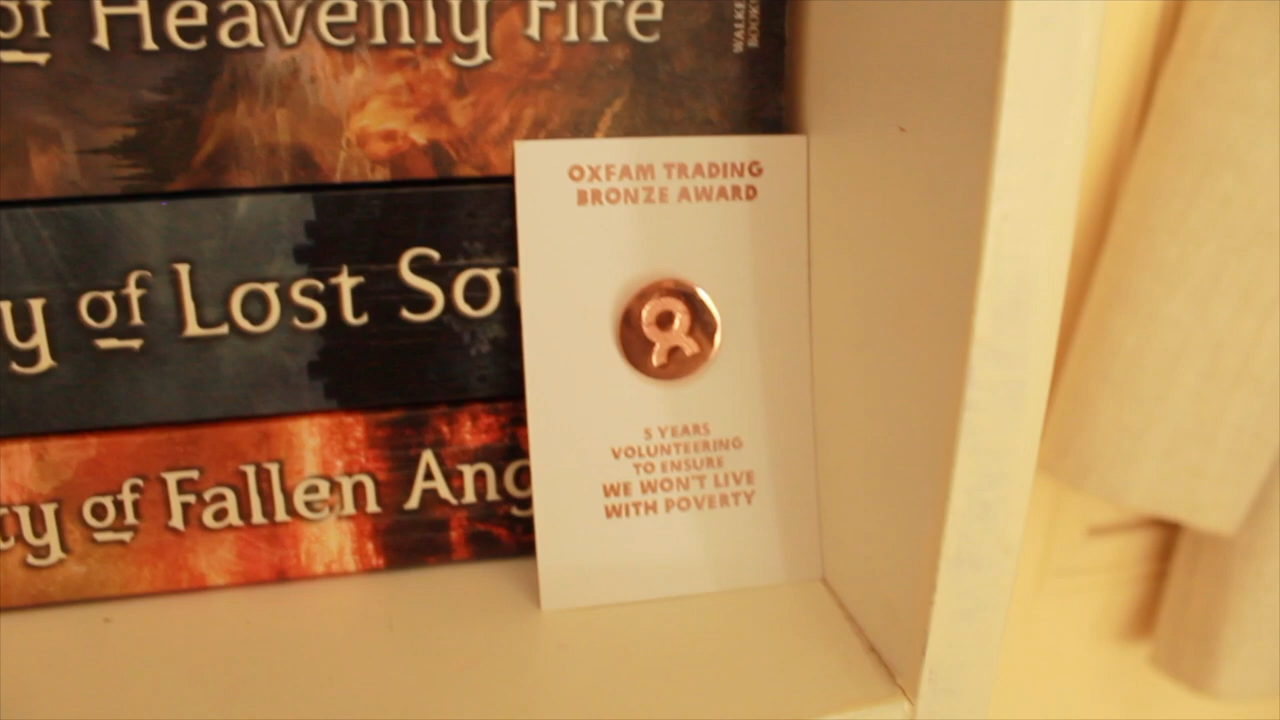 of Heavenly Fire
WALKER
BOOKS
y of Lost Sou
ty of Fallen Ang
OXFAM TRADING
BRONZE AWARD
5 YEARS
VOLUNTEERING
TO ENSURE
WE WON'T LIVE
WITH POVERTY